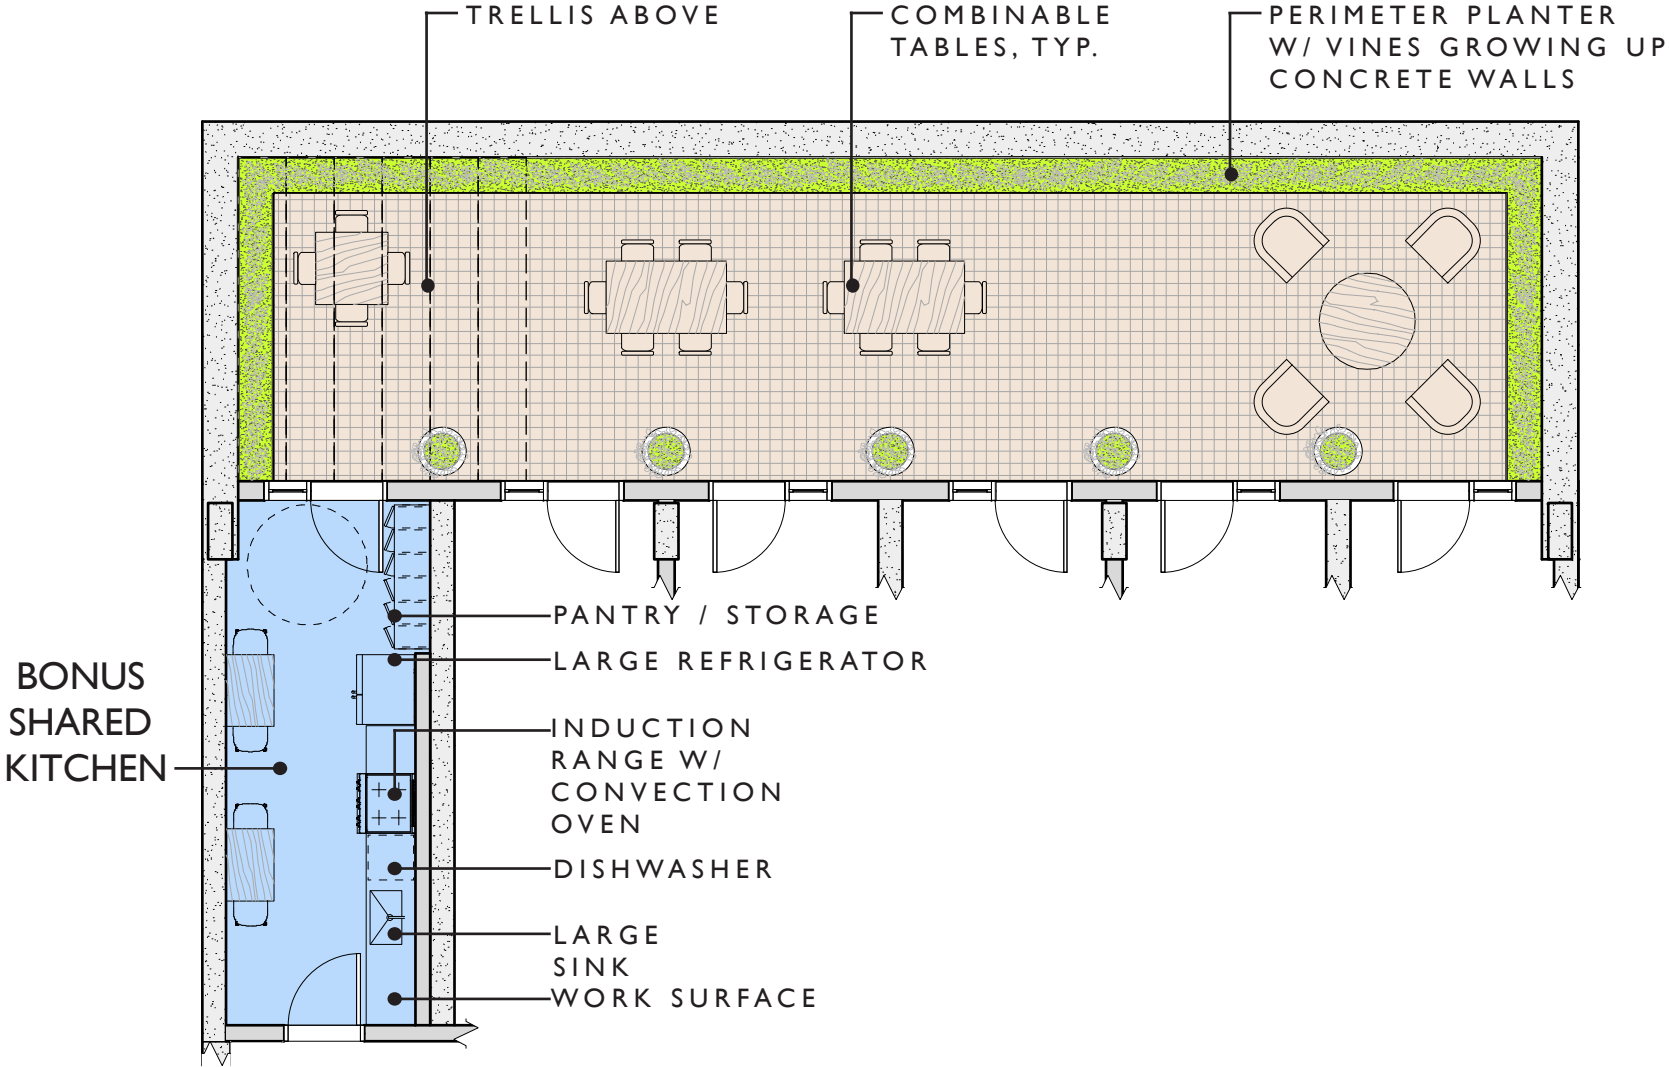 TRELLIS ABOVE
COMBINABLE
TABLES, TYP.
PERIMETER PLANTER
W/ VINES GROWING UP
CONCRETE WALLS
BONUS
SHARED
KITCHEN
PANTRY / STORAGE
LARGE REFRIGERATOR
INDUCTION
RANGE W/
CONVECTION
OVEN
DISHWASHER
LARGE
SINK
WORK SURFACE